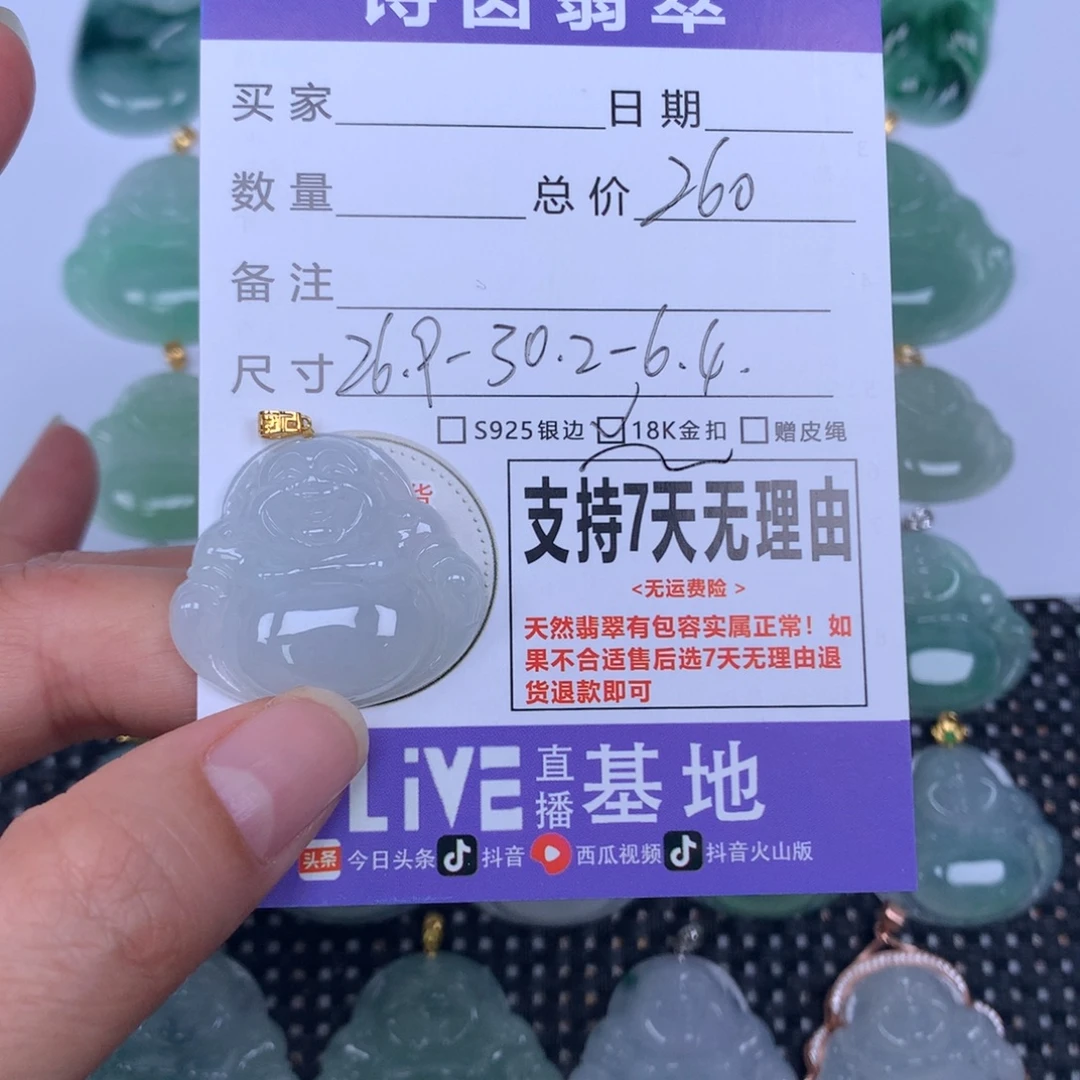 诗因翡翠
买家 日期
数量 总价 260
备注
尺寸 26.9-30.2-6.4.
S925银边 18K金扣 赠皮绳
货
支持7天无理由
<无运费险>
天然翡翠有包容实属正常！如
果不合适售后选7天无理由退
货退款即可
LiVE 直播 基地
头条 今日头条 抖音 西瓜视频 抖音火山版